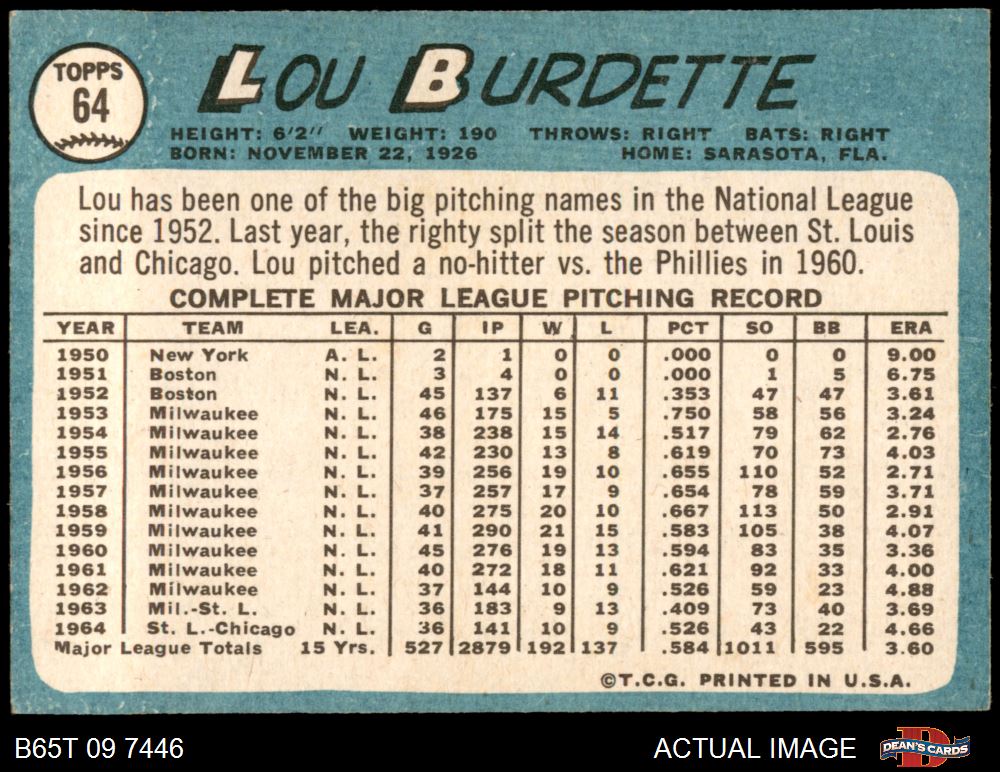 TOPPS
64
LOU BURDETTE
HEIGHT: 6'2" WEIGHT: 190 THROWS: RIGHT BATS: RIGHT
BORN: NOVEMBER 22, 1926 HOME: SARASOTA, FLA.
Lou has been one of the big pitching names in the National League
since 1952. Last year, the righty split the season between St. Louis
and Chicago. Lou pitched a no-hitter vs. the Phillies in 1960.
COMPLETE MAJOR LEAGUE PITCHING RECORD
YEAR TEAM LEA. G IP W L PCT SO BB ERA
1950 New York A. L. 2 1 0 0 .000 0 0 9.00
1951 Boston N. L. 3 4 0 0 .000 1 5 6.75
1952 Boston N. L. 45 137 6 11 .353 47 47 3.61
1953 Milwaukee N. L. 46 175 15 5 .750 58 56 3.24
1954 Milwaukee N. L. 38 238 15 14 .517 79 62 2.76
1955 Milwaukee N. L. 42 230 13 8 .619 70 73 4.03
1956 Milwaukee N. L. 39 256 19 10 .655 110 52 2.71
1957 Milwaukee N. L. 37 257 17 9 .654 78 59 3.71
1958 Milwaukee N. L. 40 275 20 10 .667 113 50 2.91
1959 Milwaukee N. L. 41 290 21 15 .583 105 38 4.07
1960 Milwaukee N. L. 45 276 19 13 .594 83 35 3.36
1961 Milwaukee N. L. 40 272 18 11 .621 92 33 4.00
1962 Milwaukee N. L. 37 144 10 9 .526 59 23 4.88
1963 Mil.-St. L. N. L. 36 183 9 13 .409 73 40 3.69
1964 St. L.-Chicago N. L. 36 141 10 9 .526 43 22 4.66
Major League Totals 15 Yrs. 527 2879 192 137 .584 1011 595 3.60
©T.C.G. PRINTED IN U.S.A.
B65T 09 7446 ACTUAL IMAGE DEAN'S CARDS